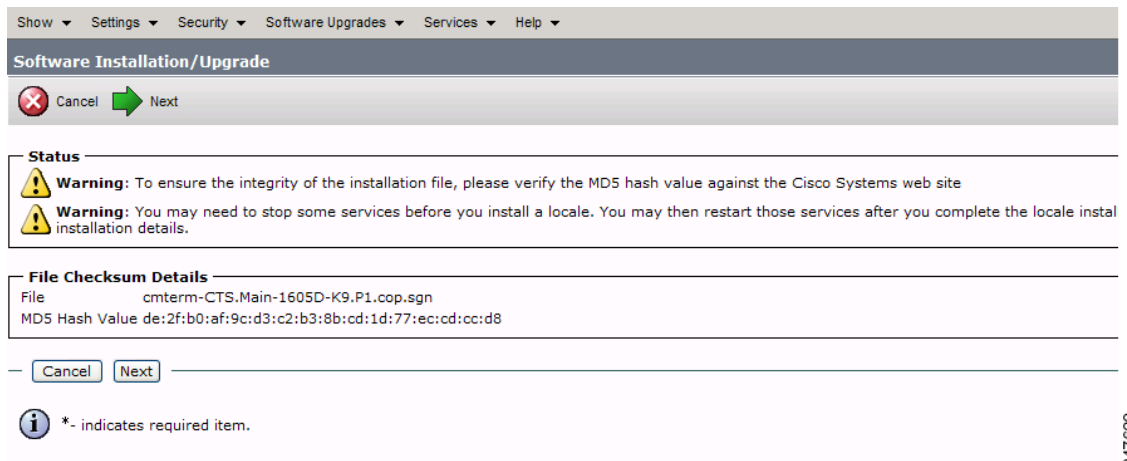 Show Settings Security Software Upgrades Services Help
Software Installation/Upgrade
Cancel Next
Status
Warning: To ensure the integrity of the installation file, please verify the MD5 hash value against the Cisco Systems web site
Warning: You may need to stop some services before you install a locale. You may then restart those services after you complete the locale instal
installation details.
File Checksum Details
File cmterm-CTS.Main-1605D-K9.P1.cop.sgn
MD5 Hash Value de:2f:b0:af:9c:d3:c2:b3:8b:cd:1d:77:ec:cd:cc:d8
Cancel Next
*- indicates required item.